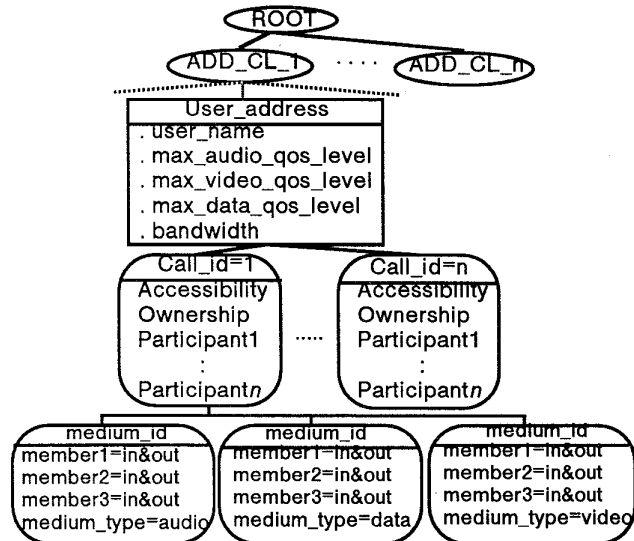 ROOT
ADD_CL_1 . . . . ADD_CL_n
User_address
. user_name
. max_audio_qos_level
. max_video_qos_level
. max_data_qos_level
. bandwidth
Call_id=1
Accessibility
Ownership
Participant1
:
Participantn
.....
Call_id=n
Accessibility
Ownership
Participant1
:
Participantn
medium_id
member1=in&out
member2=in&out
member3=in&out
medium_type=audio
medium_id
member1=in&out
member2=in&out
member3=in&out
medium_type=data
medium_id
member1=in&out
member2=in&out
member3=in&out
medium_type=video